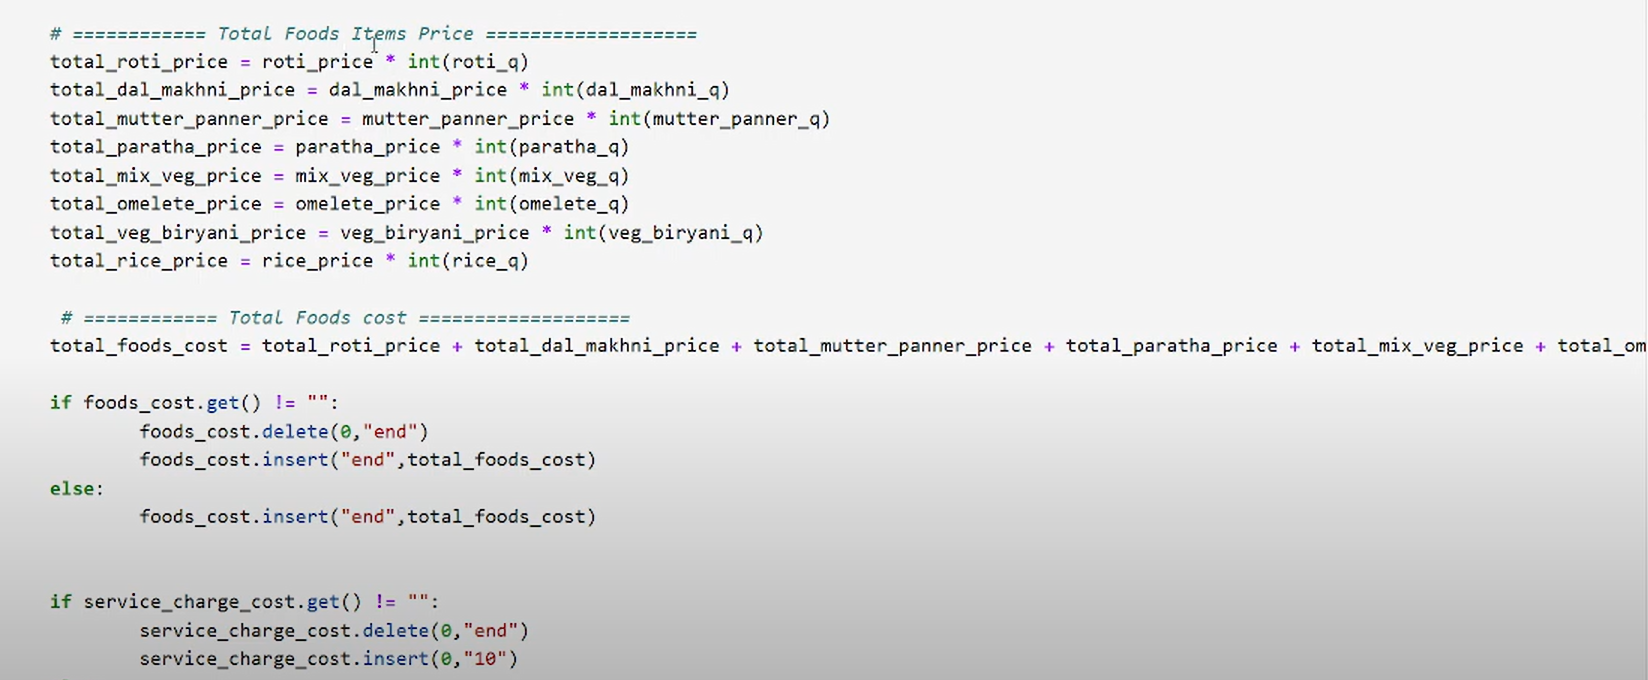 # ============ Total Foods Items Price ===================
total_roti_price = roti_price * int(roti_q)
total_dal_makhni_price = dal_makhni_price * int(dal_makhni_q)
total_mutter_panner_price = mutter_panner_price * int(mutter_panner_q)
total_paratha_price = paratha_price * int(paratha_q)
total_mix_veg_price = mix_veg_price * int(mix_veg_q)
total_omelete_price = omelete_price * int(omelete_q)
total_veg_biryani_price = veg_biryani_price * int(veg_biryani_q)
total_rice_price = rice_price * int(rice_q)
# ============ Total Foods cost ===================
total_foods_cost = total_roti_price + total_dal_makhni_price + total_mutter_panner_price + total_paratha_price + total_mix_veg_price + total_om
if foods_cost.get() != "":
foods_cost.delete(0,"end")
foods_cost.insert("end",total_foods_cost)
else:
foods_cost.insert("end",total_foods_cost)
if service_charge_cost.get() != "":
service_charge_cost.delete(0,"end")
service_charge_cost.insert(0,"10")